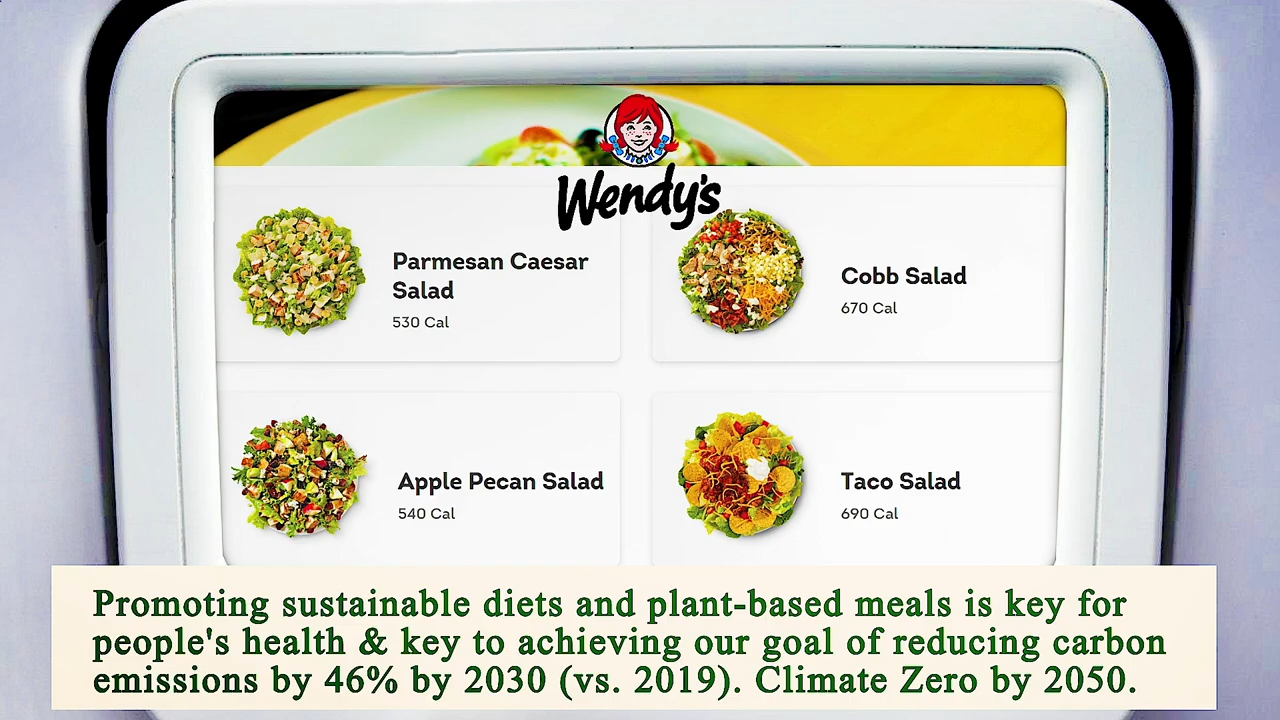 Wendy's
Parmesan Caesar
Salad
530 Cal
Cobb Salad
670 Cal
Apple Pecan Salad
540 Cal
Taco Salad
690 Cal
Promoting sustainable diets and plant-based meals is key for
people's health & key to achieving our goal of reducing carbon
emissions by 46% by 2030 (vs. 2019). Climate Zero by 2050.